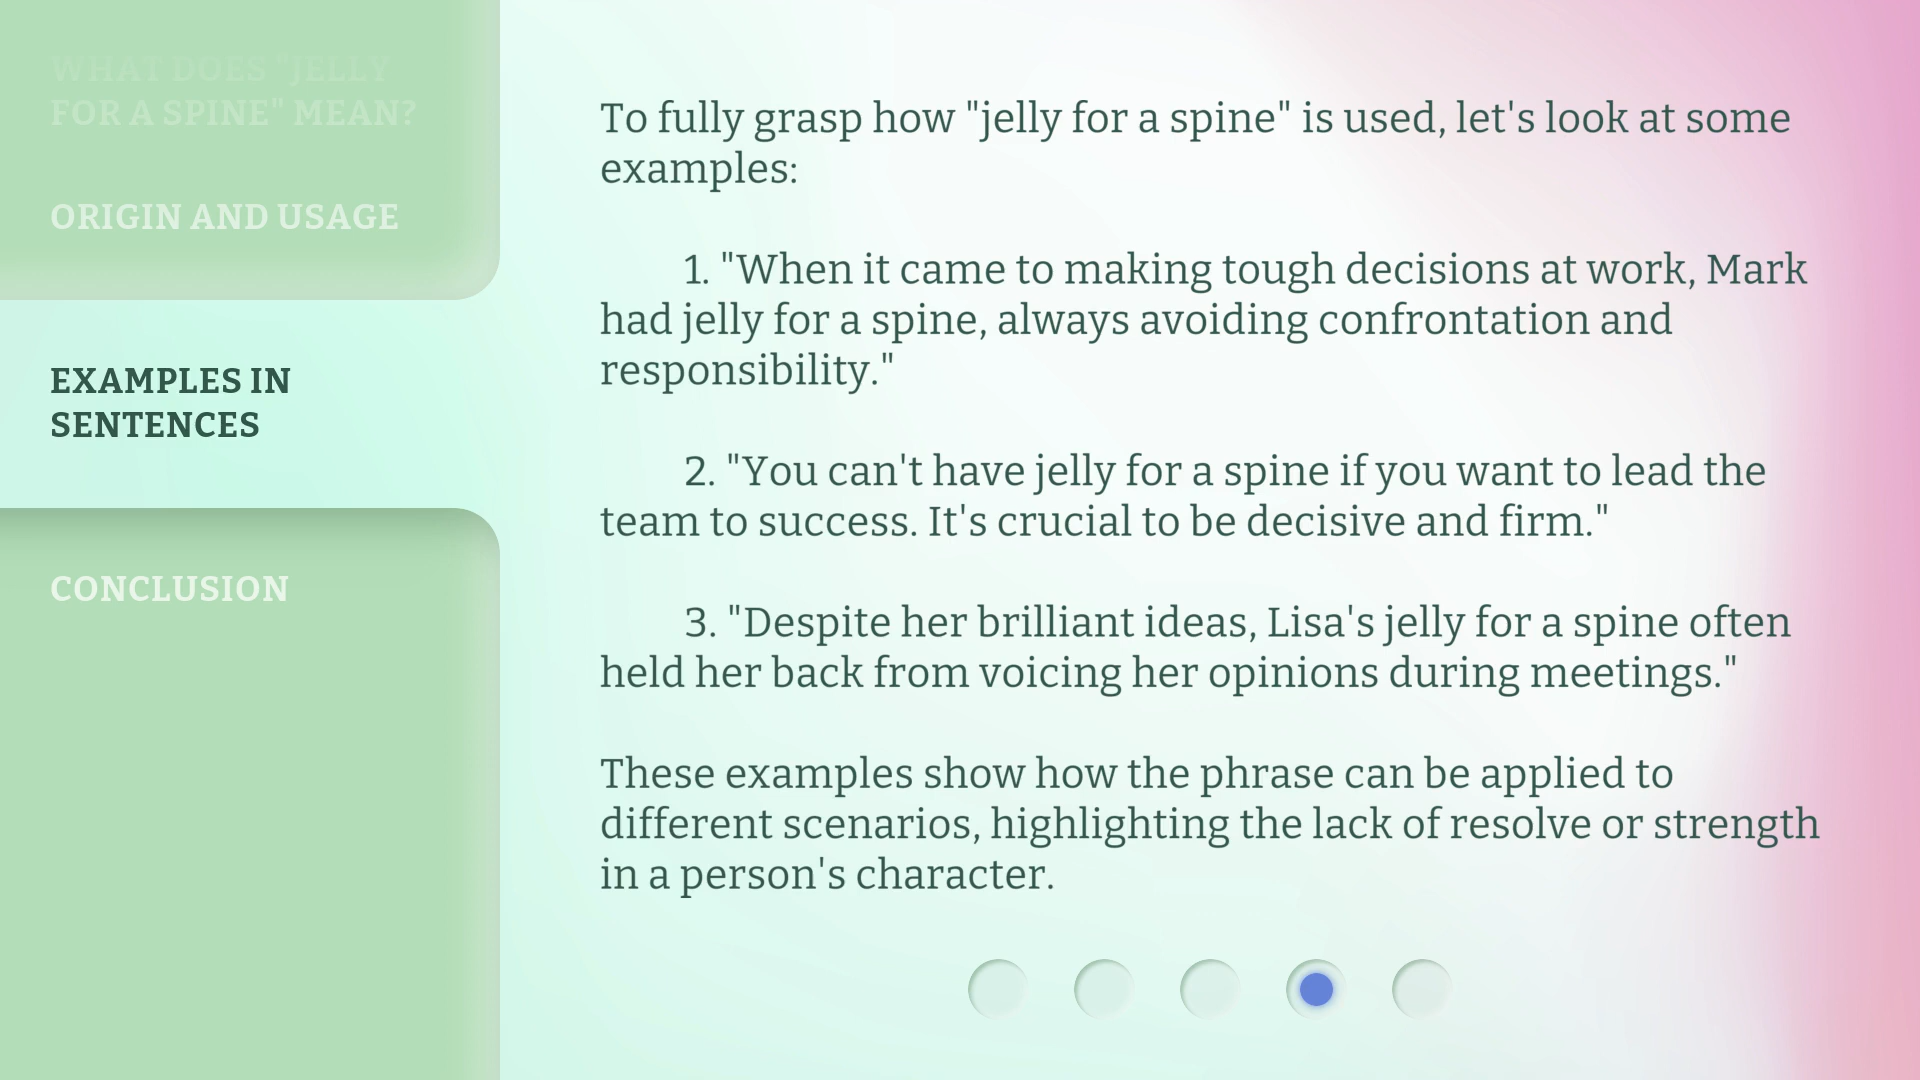 WHAT DOES "JELLY
FOR A SPINE" MEAN?
ORIGIN AND USAGE
EXAMPLES IN
SENTENCES
CONCLUSION
To fully grasp how "jelly for a spine" is used, let's look at some
examples:
1. "When it came to making tough decisions at work, Mark
had jelly for a spine, always avoiding confrontation and
responsibility."
2. "You can't have jelly for a spine if you want to lead the
team to success. It's crucial to be decisive and firm."
3. "Despite her brilliant ideas, Lisa's jelly for a spine often
held her back from voicing her opinions during meetings."
These examples show how the phrase can be applied to
different scenarios, highlighting the lack of resolve or strength
in a person's character.